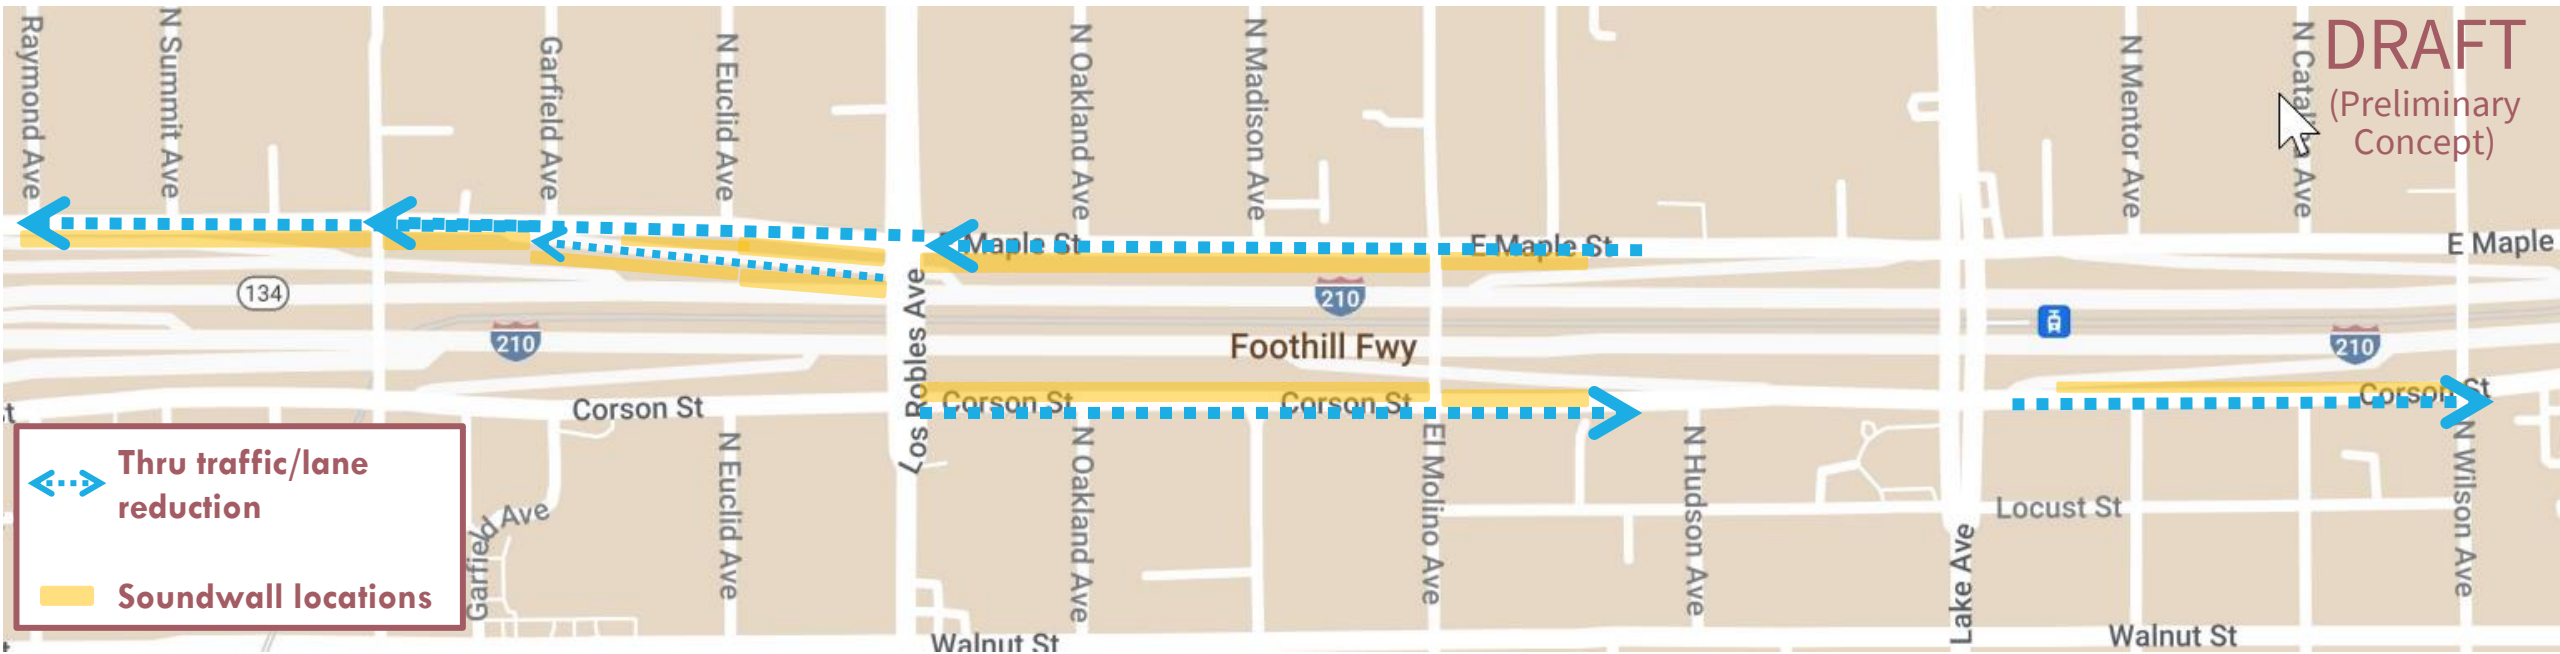 Raymond Ave
N Summit Ave
Garfield Ave
N Euclid Ave
N Oakland Ave
N Madison Ave
N Mentor Ave
N Catalina Ave
DRAFT
(Preliminary
Concept)
E Maple St
E Maple St
E Maple
134
210
210
210
Foothill Fwy
Los Robles Ave
Corson St
Corson St
Corson St
Corson St
Thru traffic/lane
reduction
Soundwall locations
Garfield Ave
N Euclid Ave
N Oakland Ave
El Molino Ave
N Hudson Ave
Lake Ave
Locust St
N Wilson Ave
Walnut St
Walnut St